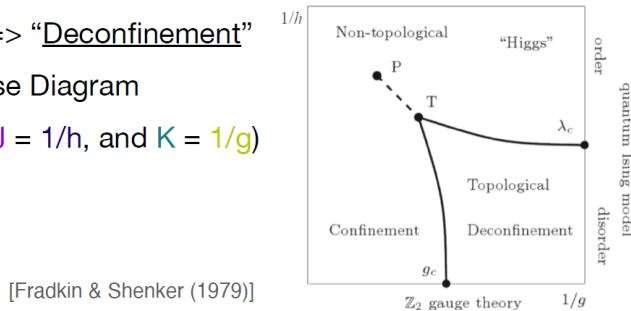 => “Deconfinement”
se Diagram
J = 1/h, and K = 1/g)
[Fradkin & Shenker (1979)]
1/h
Non-topological
“Higgs”
P
T
λc
Topological
Confinement
Deconfinement
gc
ℤ₂ gauge theory
1/g
order
disorder
quantum Ising model